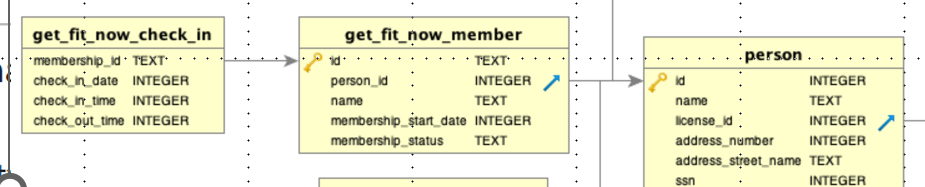 get_fit_now_check_in
membership_id TEXT
check_in_date INTEGER
check_in_time INTEGER
check_out_time INTEGER
get_fit_now_member
id TEXT
person_id INTEGER
name TEXT
membership_start_date INTEGER
membership_status TEXT
person
id INTEGER
name TEXT
license_id INTEGER
address_number INTEGER
address_street_name TEXT
ssn INTEGER